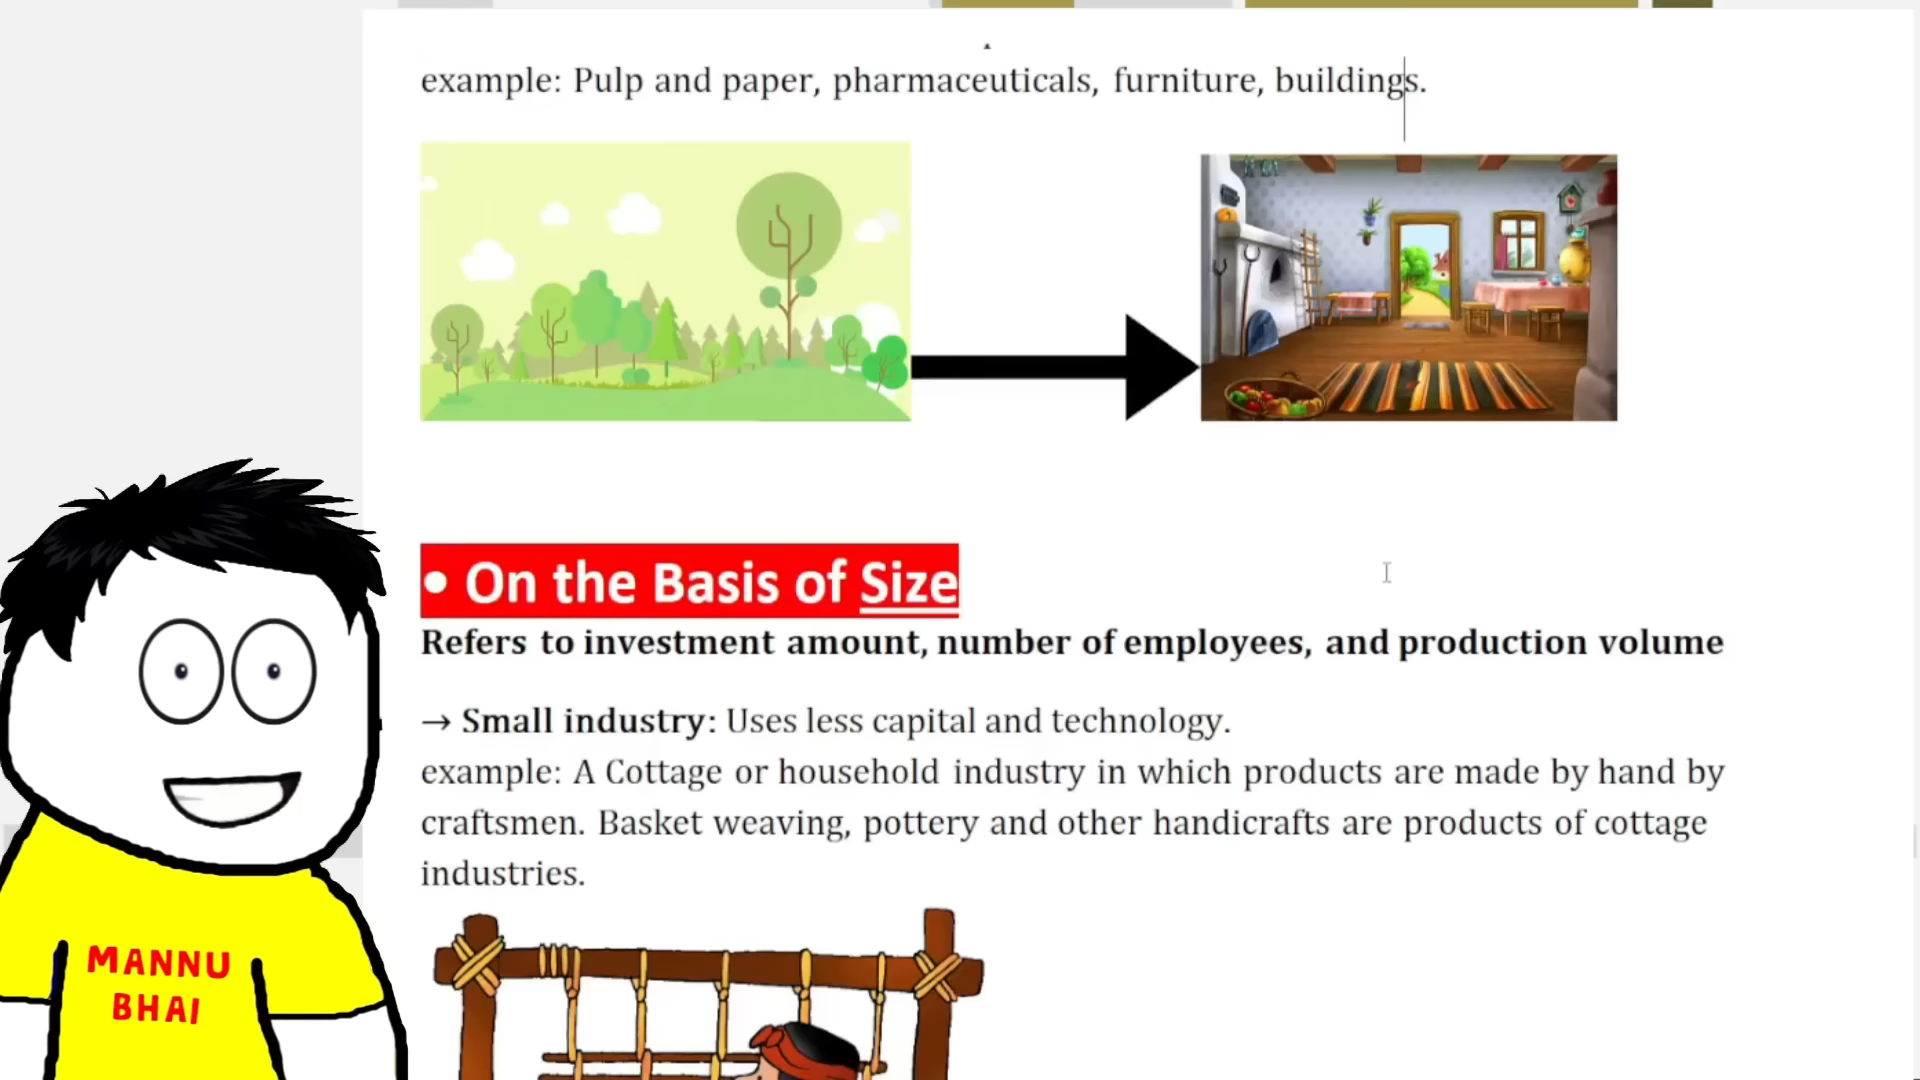 example: Pulp and paper, pharmaceuticals, furniture, buildings.
• On the Basis of Size
Refers to investment amount, number of employees, and production volume
→ Small industry: Uses less capital and technology.
example: A Cottage or household industry in which products are made by hand by
craftsmen. Basket weaving, pottery and other handicrafts are products of cottage
industries.
MANNU
BHAI